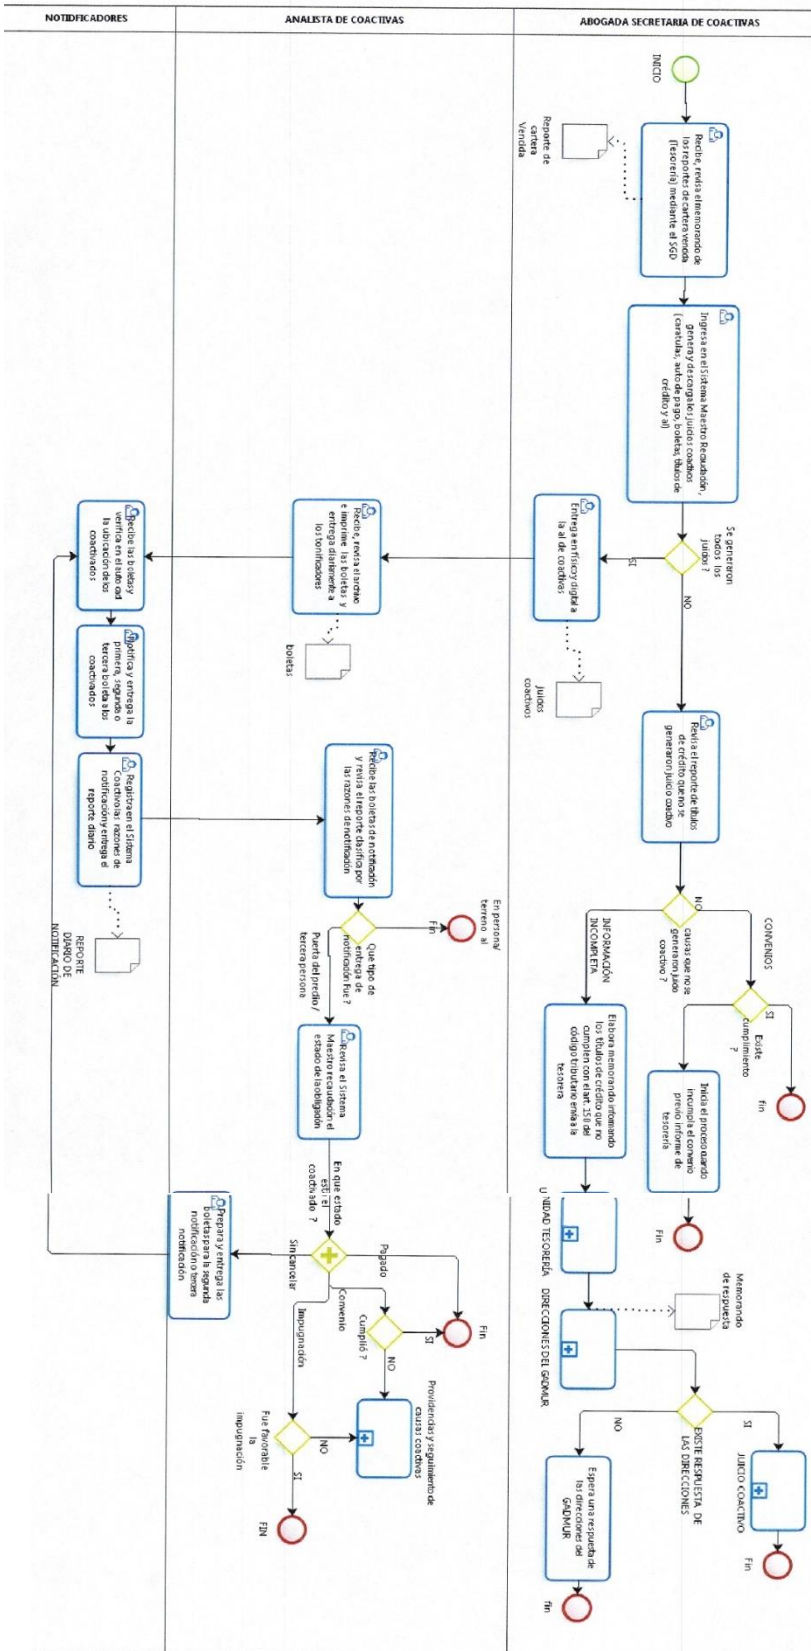 NOTIDFICADORES
ANALISTA DE COACTIVAS
ABOGADA SECRETARIA DE COACTIVAS
INICIO
Recibe, revisa el memorando de
los reportes de cartera vencida
(Tesorería) mediante el SGD
Reporte de
cartera
Vencida
Ingresa en el Sistema Maestro Recaudación,
genera y descarga los juicios coactivos
( caratulas, auto de pago, boletas, títulos de
crédito y al)
Se generaron
todos los
juicios ?
SI
NO
Entrega en físico y digital a
la al de coactivas
juicios
coactivos
Revisa el reporte de títulos
de crédito que no se
generaron juicio coactivo
NO
causas que no se
generaron juicio
coactivo ?
CONVENIOS
Existe
cumplimiento
?
SI
fin
Inicia el proceso cuando
incumpla el convenio
previo informe de
tesorería
Fin
INFORMACIÓN
INCOMPLETA
Elabora memorando informando
los títulos de crédito que no
cumplen con el art. 150 del
código tributario envía a la
tesorera
UNIDAD TESORERÍA
DIRECCIONES DEL GADMUR
Memorando
de respuesta
EXISTE RESPUESTA DE
LAS DIRECCIONES
SI
JUICIO COACTIVO
Fin
NO
Espera una respuesta de
las direcciones del
GADMUR
fin
Recibe, revisa el archivo
e imprime las boletas y
entrega diariamente a
los tonificadores
boletas
Recibe las boletas de notificación
y revisa el reporte clasifica por
las razones de notificación
En persona/
terreno al
Fin
Que tipo de
entrega de
notificación Fue ?
Puerta del predio /
tercera persona
Revisa el Sistema
Maestro recaudación el
estado de la obligación
En que estado
esti el
coactivado ?
Pagado
Fin
Convenio
Cumplió ?
SI
NO
Providencias y seguimiento de
causas coactivas
Impugnación
Fue favorable
la
impugnación
NO
SI
FIN
Sin cancelar
Prepara y entrega las
boletas para la segunda
notificación o tercera
notificación
Recibe las boletas y
verifica en el auto cad
la ubicación de los
coactivados
Notifica y entrega la
primera, segunda o
tercera boleta a los
coactivados
Registra en el Sistema
Coactivo las razones de
notificación y entrega el
reporte diario
REPORTE
DIARIO DE
NOTIFICACIÓN